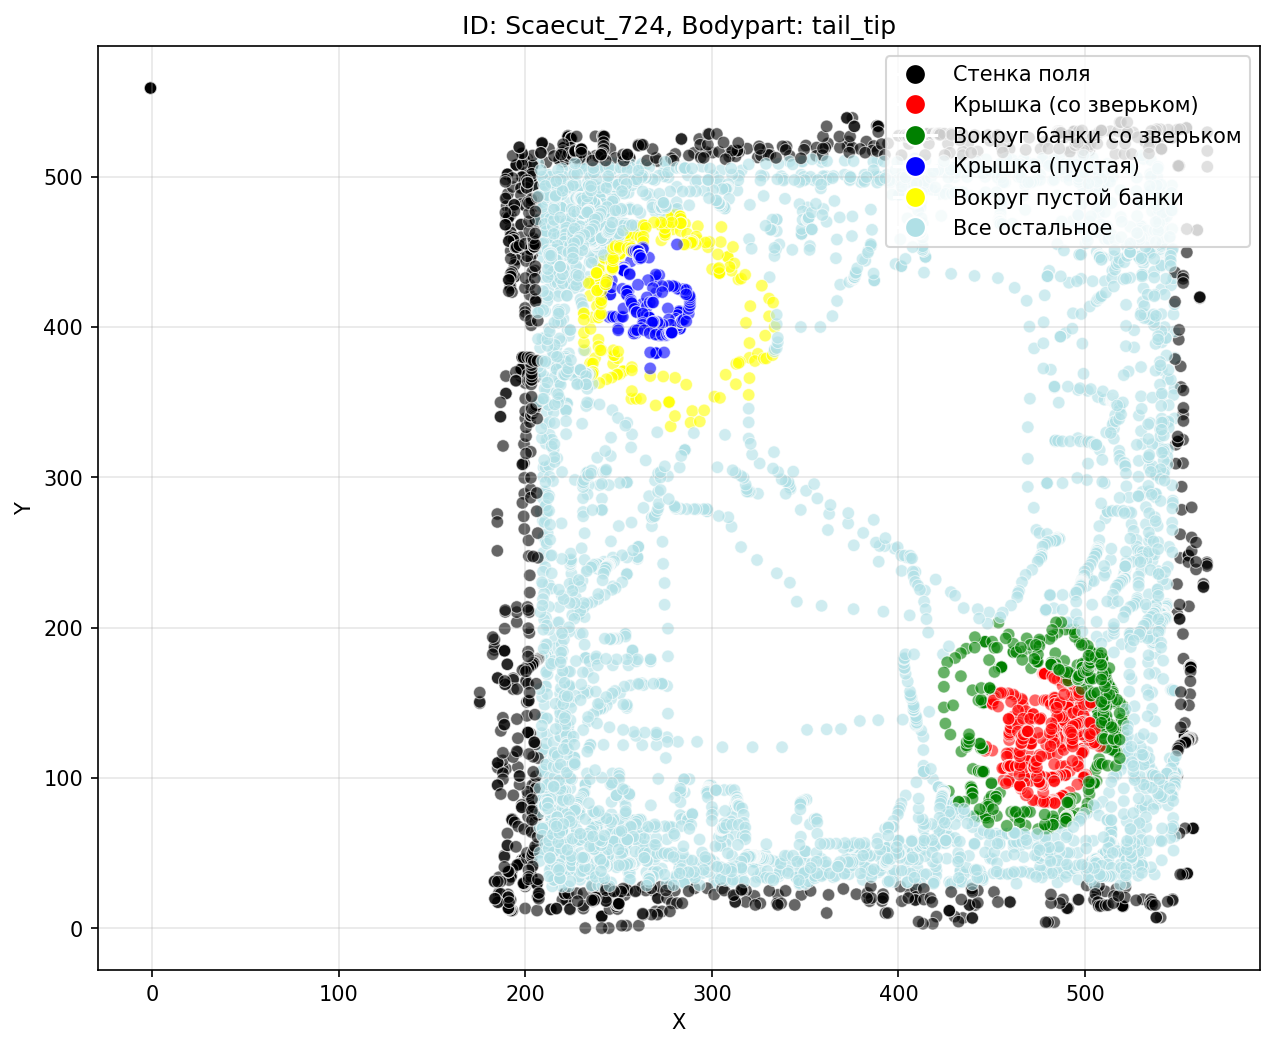 ID: Scaecut_724, Bodypart: tail_tip
Стенка поля
Крышка (со зверьком)
Вокруг банки со зверьком
Крышка (пустая)
Вокруг пустой банки
Все остальное
500
400
300
200
100
0
Y
0 100 200 300 400 500
X